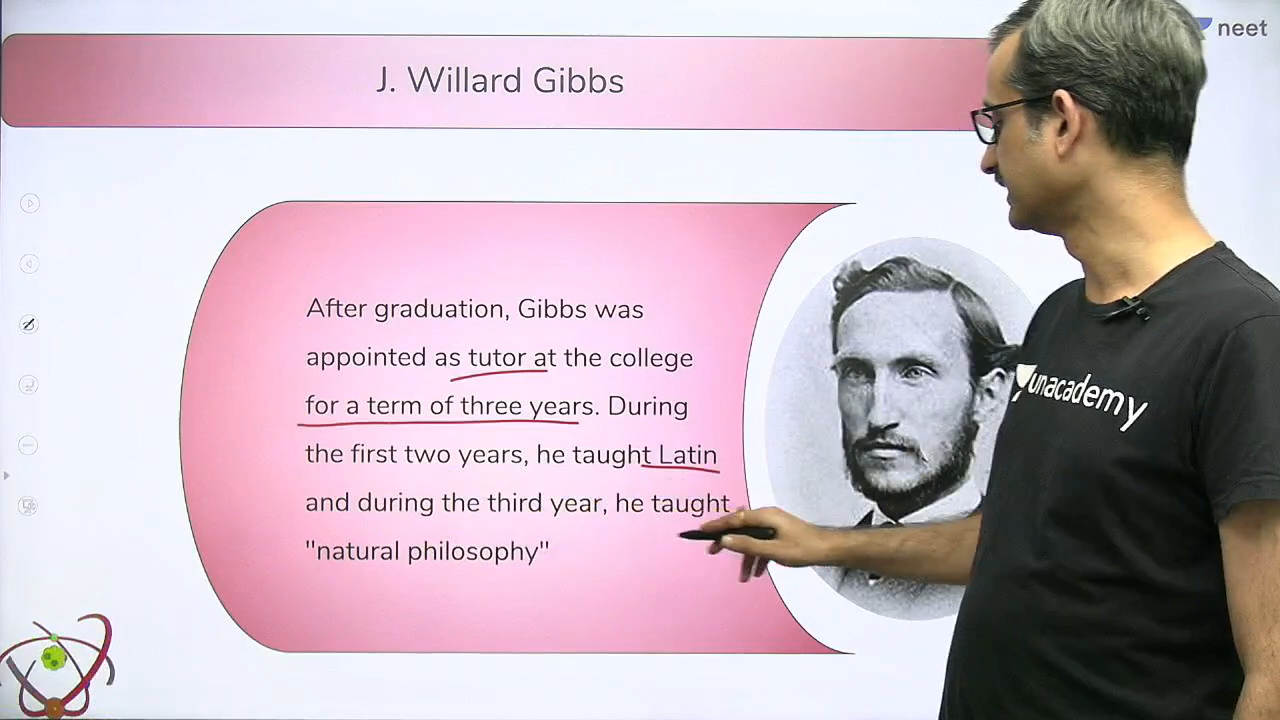 neet
J. Willard Gibbs
After graduation, Gibbs was
appointed as tutor at the college
for a term of three years. During
the first two years, he taught Latin
and during the third year, he taught
"natural philosophy"
unacademy